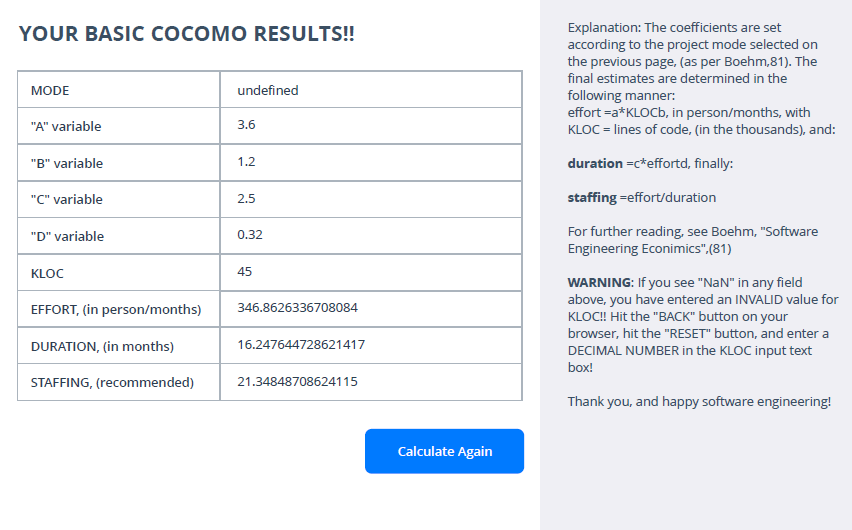 YOUR BASIC COCOMO RESULTS!!
MODE undefined
"A" variable 3.6
"B" variable 1.2
"C" variable 2.5
"D" variable 0.32
KLOC 45
EFFORT, (in person/months) 346.8626336708084
DURATION, (in months) 16.247644728621417
STAFFING, (recommended) 21.34848708624115
Calculate Again
Explanation: The coefficients are set
according to the project mode selected on
the previous page, (as per Boehm,81). The
final estimates are determined in the
following manner:
effort =a*KLOCb, in person/months, with
KLOC = lines of code, (in the thousands), and:
duration =c*effortd, finally:
staffing =effort/duration
For further reading, see Boehm, "Software
Engineering Econimics",(81)
WARNING: If you see "NaN" in any field
above, you have entered an INVALID value for
KLOC!! Hit the "BACK" button on your
browser, hit the "RESET" button, and enter a
DECIMAL NUMBER in the KLOC input text
box!
Thank you, and happy software engineering!